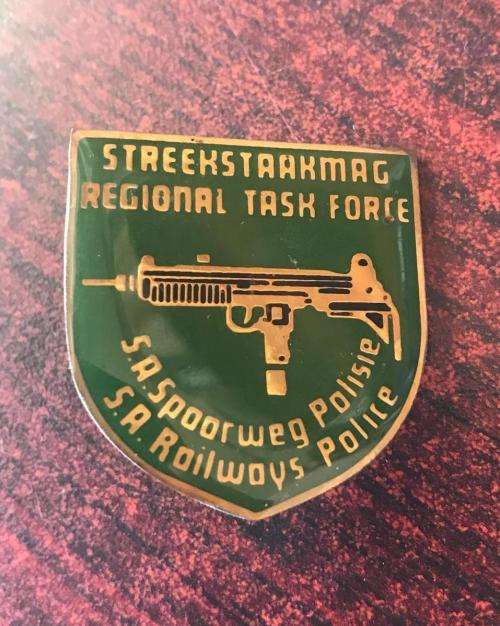 STREEKSTAAKMAG
REGIONAL TASK FORCE
S.A. Spoorweg Polisie
S.A. Railways Police